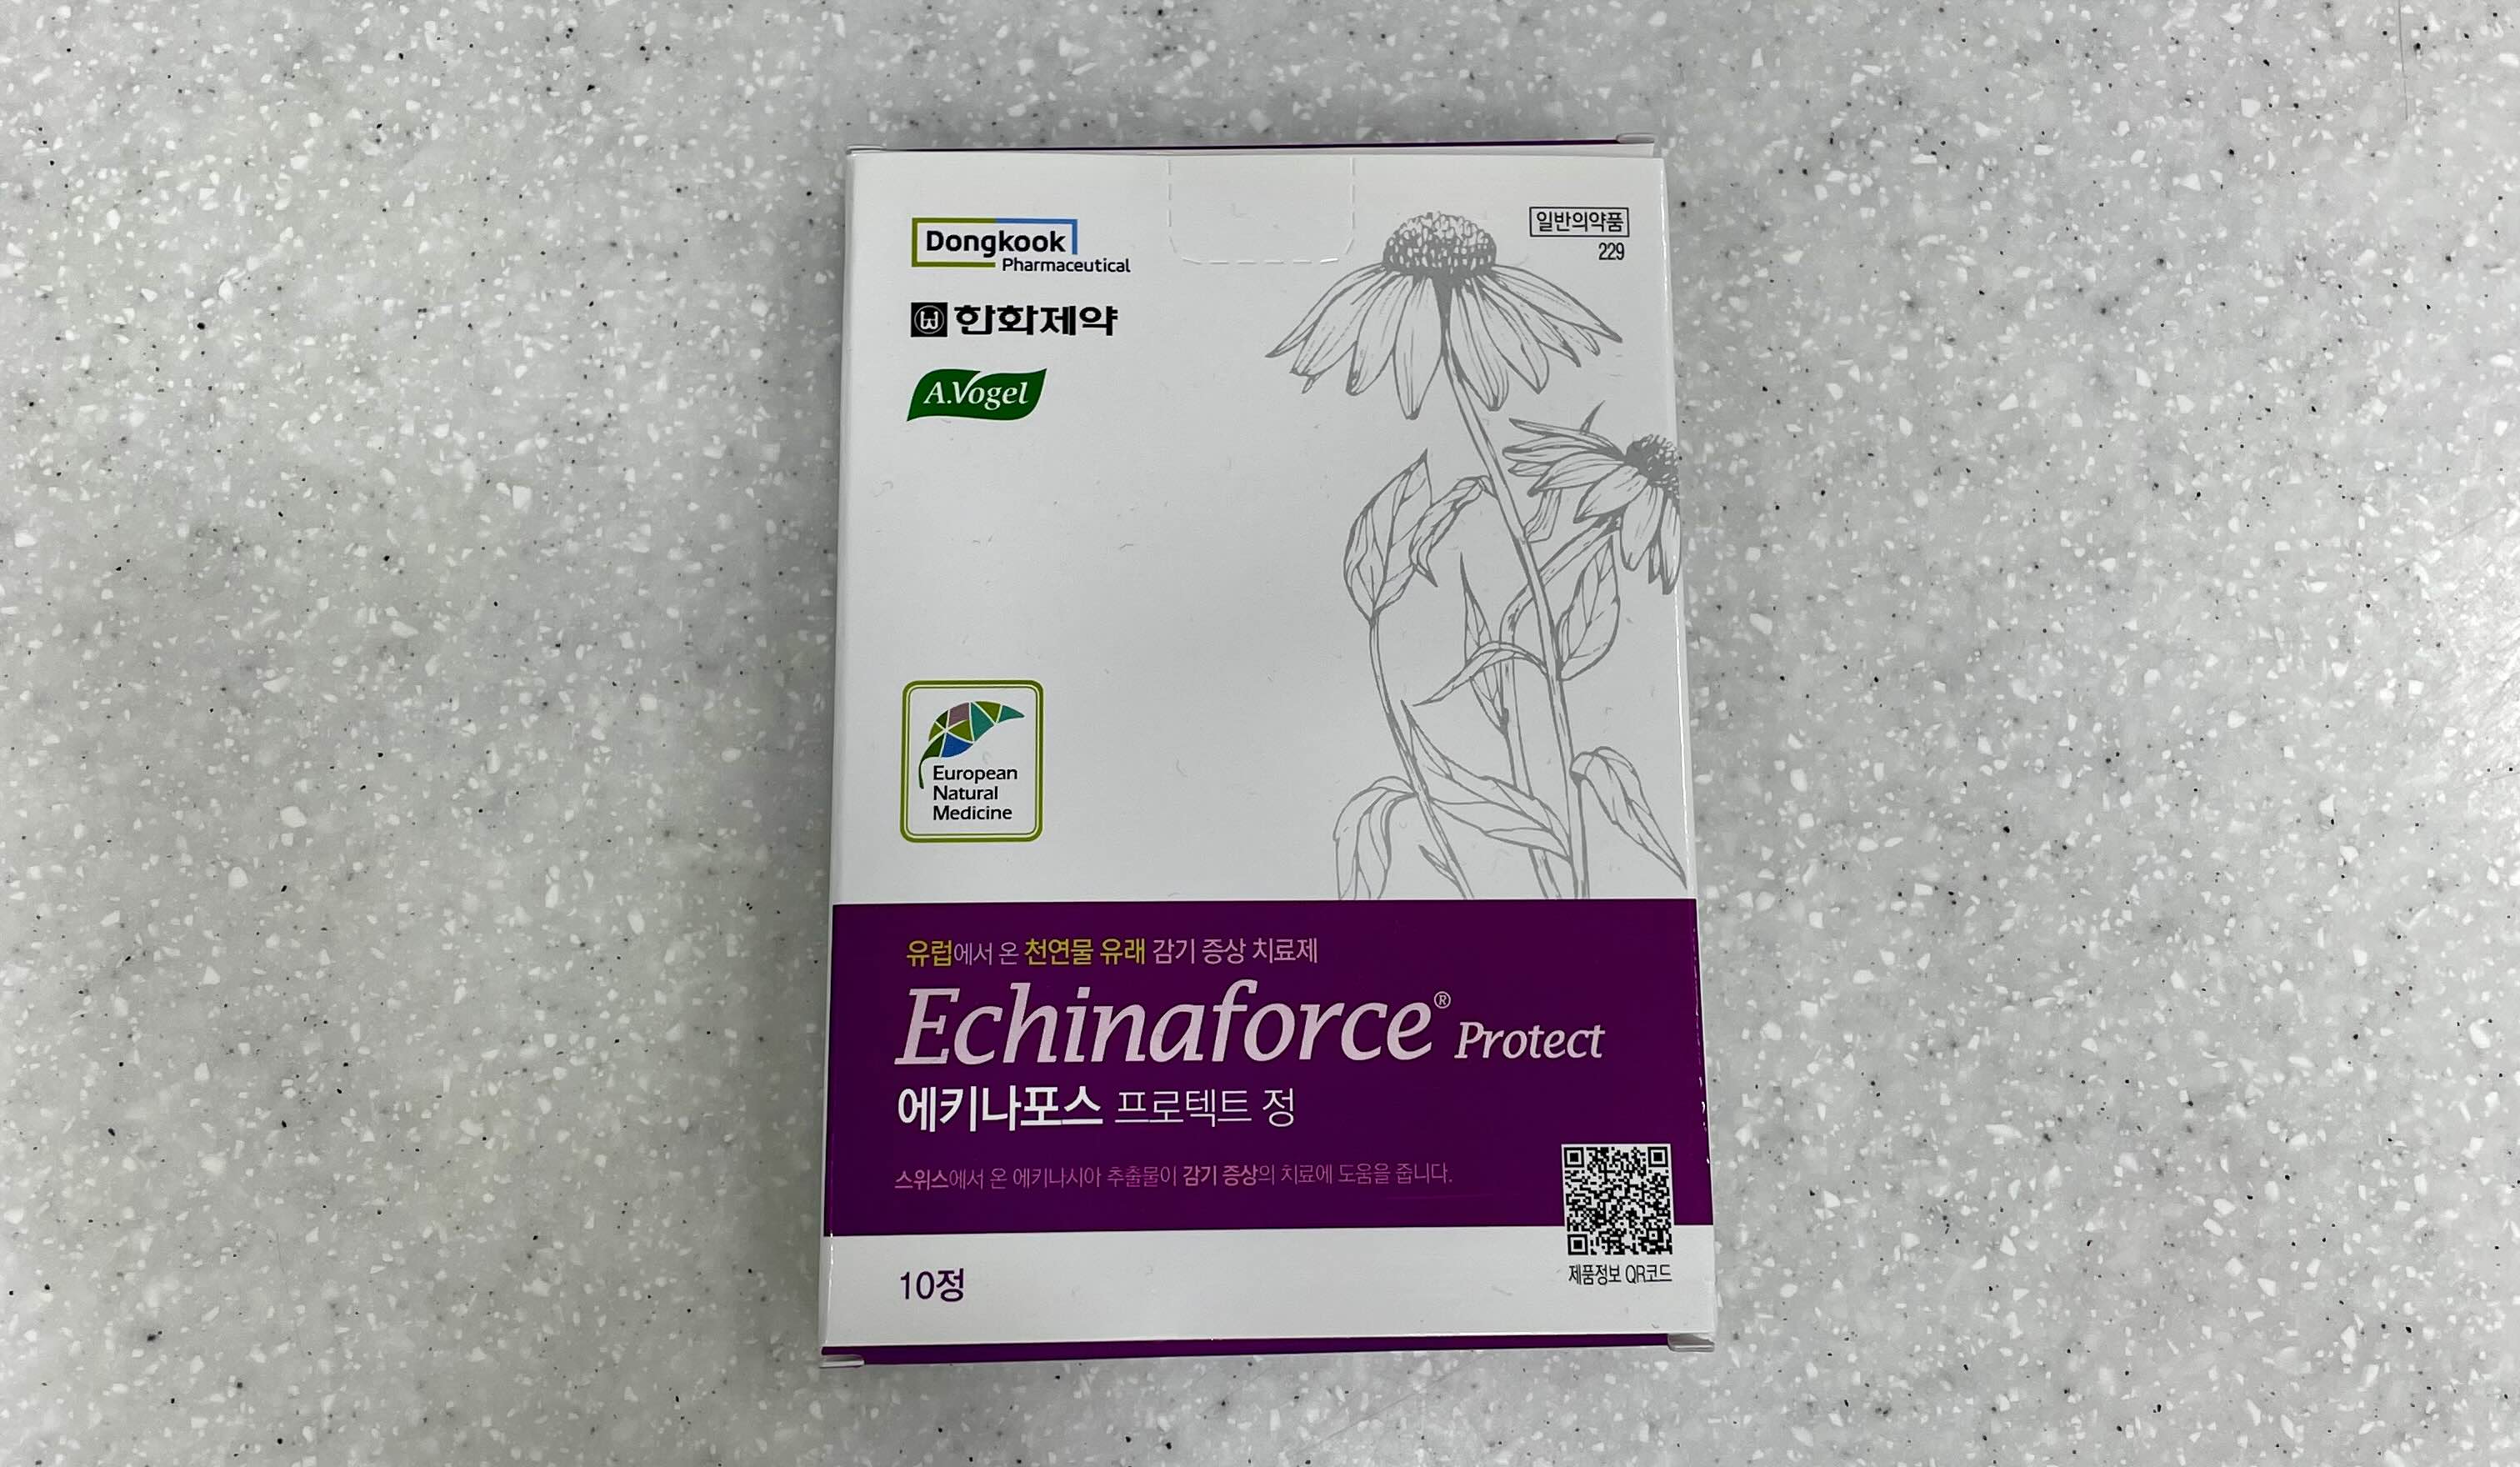 Dongkook
Pharmaceutical
한화제약
A.Vogel
일반의약품
229
European
Natural
Medicine
유럽에서 온 천연물 유래 감기 증상 치료제
Echinaforce® Protect
에키나포스 프로텍트 정
스위스에서 온 에키나시아 추출물이 감기 증상의 치료에 도움을 줍니다.
10정
제품정보 QR코드